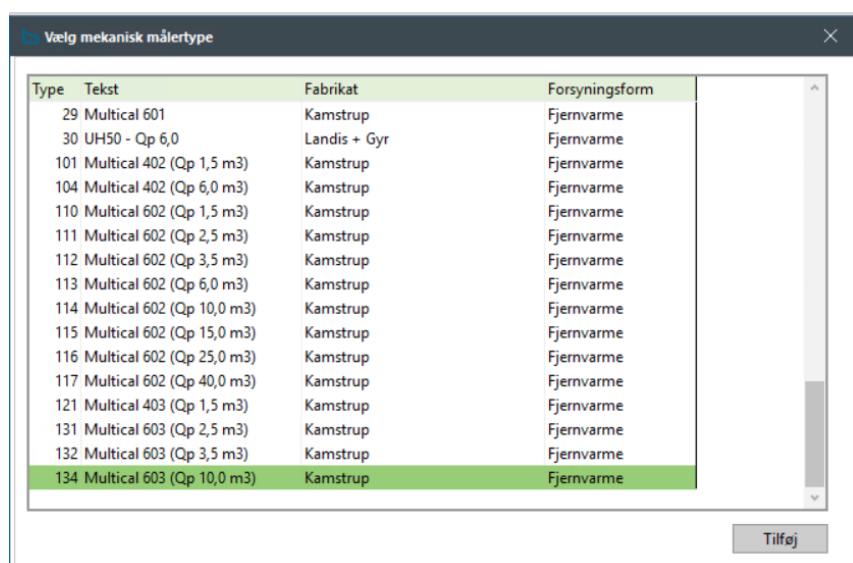 Vælg mekanisk målertype
Type Tekst Fabrikat Forsyningsform
29 Multical 601 Kamstrup Fjernvarme
30 UH50 - Qp 6,0 Landis + Gyr Fjernvarme
101 Multical 402 (Qp 1,5 m3) Kamstrup Fjernvarme
104 Multical 402 (Qp 6,0 m3) Kamstrup Fjernvarme
110 Multical 602 (Qp 1,5 m3) Kamstrup Fjernvarme
111 Multical 602 (Qp 2,5 m3) Kamstrup Fjernvarme
112 Multical 602 (Qp 3,5 m3) Kamstrup Fjernvarme
113 Multical 602 (Qp 6,0 m3) Kamstrup Fjernvarme
114 Multical 602 (Qp 10,0 m3) Kamstrup Fjernvarme
115 Multical 602 (Qp 15,0 m3) Kamstrup Fjernvarme
116 Multical 602 (Qp 25,0 m3) Kamstrup Fjernvarme
117 Multical 602 (Qp 40,0 m3) Kamstrup Fjernvarme
121 Multical 403 (Qp 1,5 m3) Kamstrup Fjernvarme
131 Multical 603 (Qp 2,5 m3) Kamstrup Fjernvarme
132 Multical 603 (Qp 3,5 m3) Kamstrup Fjernvarme
134 Multical 603 (Qp 10,0 m3) Kamstrup Fjernvarme
Tilføj